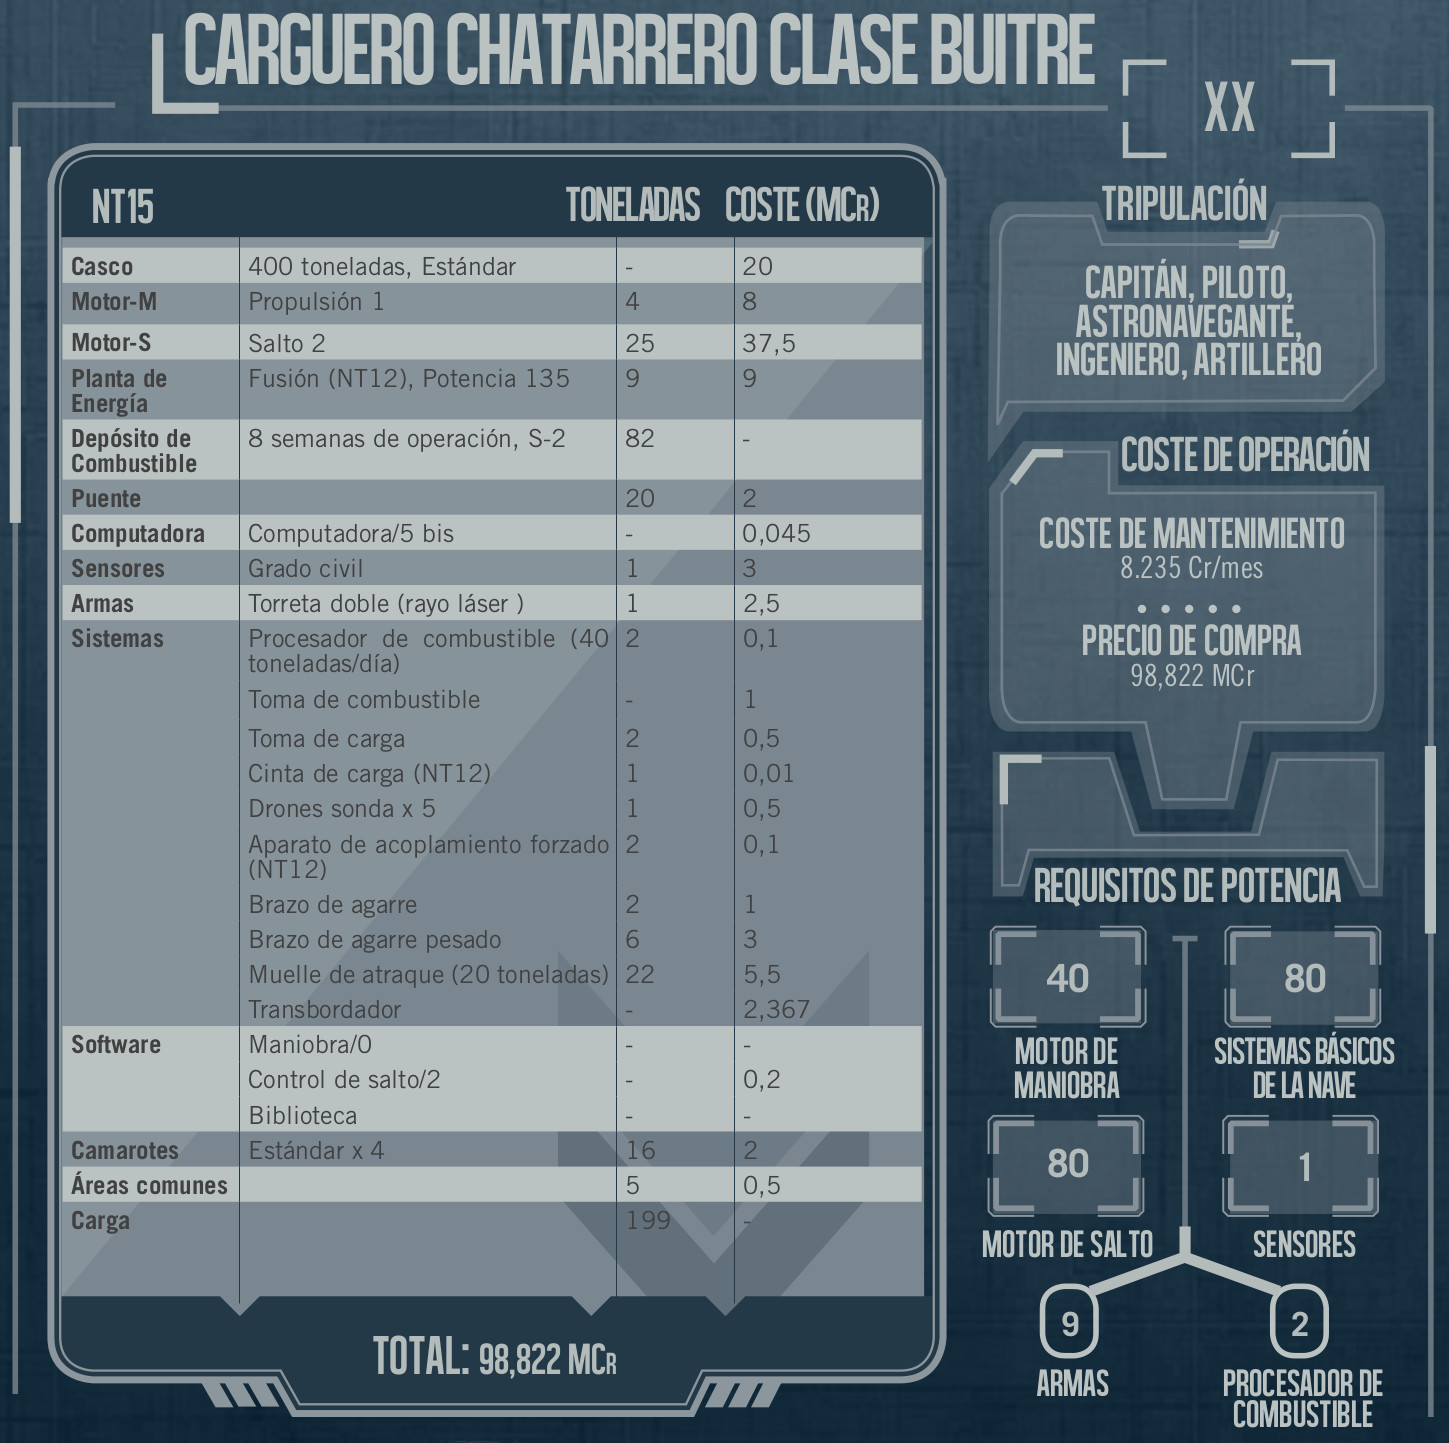 CARGUERO CHATARRERO CLASE BUITRE
XX
NT15 TONELADAS COSTE (MCR)
Casco 400 toneladas, Estándar - 20
Motor-M Propulsión 1 4 8
Motor-S Salto 2 25 37,5
Planta de Fusión (NT12), Potencia 135 9 9
Energía
Depósito de 8 semanas de operación, S-2 82 -
Combustible
Puente 20 2
Computadora Computadora/5 bis - 0,045
Sensores Grado civil 1 3
Armas Torreta doble (rayo láser ) 1 2,5
Sistemas Procesador de combustible (40 2 0,1
toneladas/día)
Toma de combustible - 1
Toma de carga 2 0,5
Cinta de carga (NT12) 1 0,01
Drones sonda x 5 1 0,5
Aparato de acoplamiento forzado 2 0,1
(NT12)
Brazo de agarre 2 1
Brazo de agarre pesado 6 3
Muelle de atraque (20 toneladas) 22 5,5
Transbordador - 2,367
Software Maniobra/0 - -
Control de salto/2 - 0,2
Biblioteca - -
Camarotes Estándar x 4 16 2
Áreas comunes 5 0,5
Carga 199 -
TOTAL: 98,822 MCR
TRIPULACIÓN
CAPITÁN, PILOTO,
ASTRONAVEGANTE,
INGENIERO, ARTILLERO
COSTE DE OPERACIÓN
COSTE DE MANTENIMIENTO
8.235 Cr/mes
•••••
PRECIO DE COMPRA
98,822 MCr
REQUISITOS DE POTENCIA
40
MOTOR DE
MANIOBRA
80
SISTEMAS BÁSICOS
DE LA NAVE
80
MOTOR DE SALTO
1
SENSORES
9
ARMAS
2
PROCESADOR DE
COMBUSTIBLE